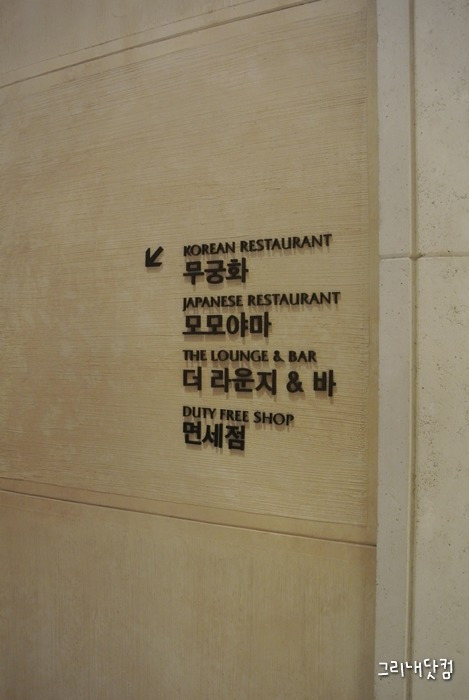 KOREAN RESTAURANT
무궁화
JAPANESE RESTAURANT
모모야마
THE LOUNGE & BAR
더 라운지 & 바
DUTY FREE SHOP
면세점
그리내닷컴